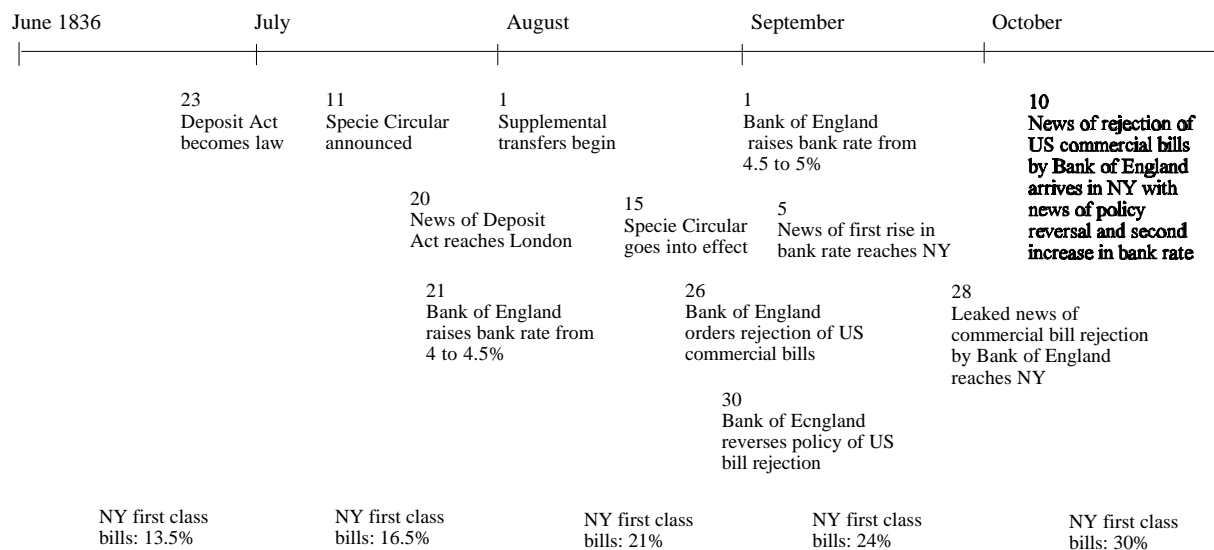 June 1836
July
August
September
October
23
Deposit Act
becomes law
11
Specie Circular
announced
1
Supplemental
transfers begin
1
Bank of England
raises bank rate from
4.5 to 5%
10
News of rejection of
US commercial bills
by Bank of England
arrives in NY with
news of policy
reversal and second
increase in bank rate
20
News of Deposit
Act reaches London
15
Specie Circular
goes into effect
5
News of first rise in
bank rate reaches NY
21
Bank of England
raises bank rate from
4 to 4.5%
26
Bank of England
orders rejection of US
commercial bills
28
Leaked news of
commercial bill rejection
by Bank of England
reaches NY
30
Bank of Ecngland
reverses policy of US
bill rejection
NY first class
bills: 13.5%
NY first class
bills: 16.5%
NY first class
bills: 21%
NY first class
bills: 24%
NY first class
bills: 30%